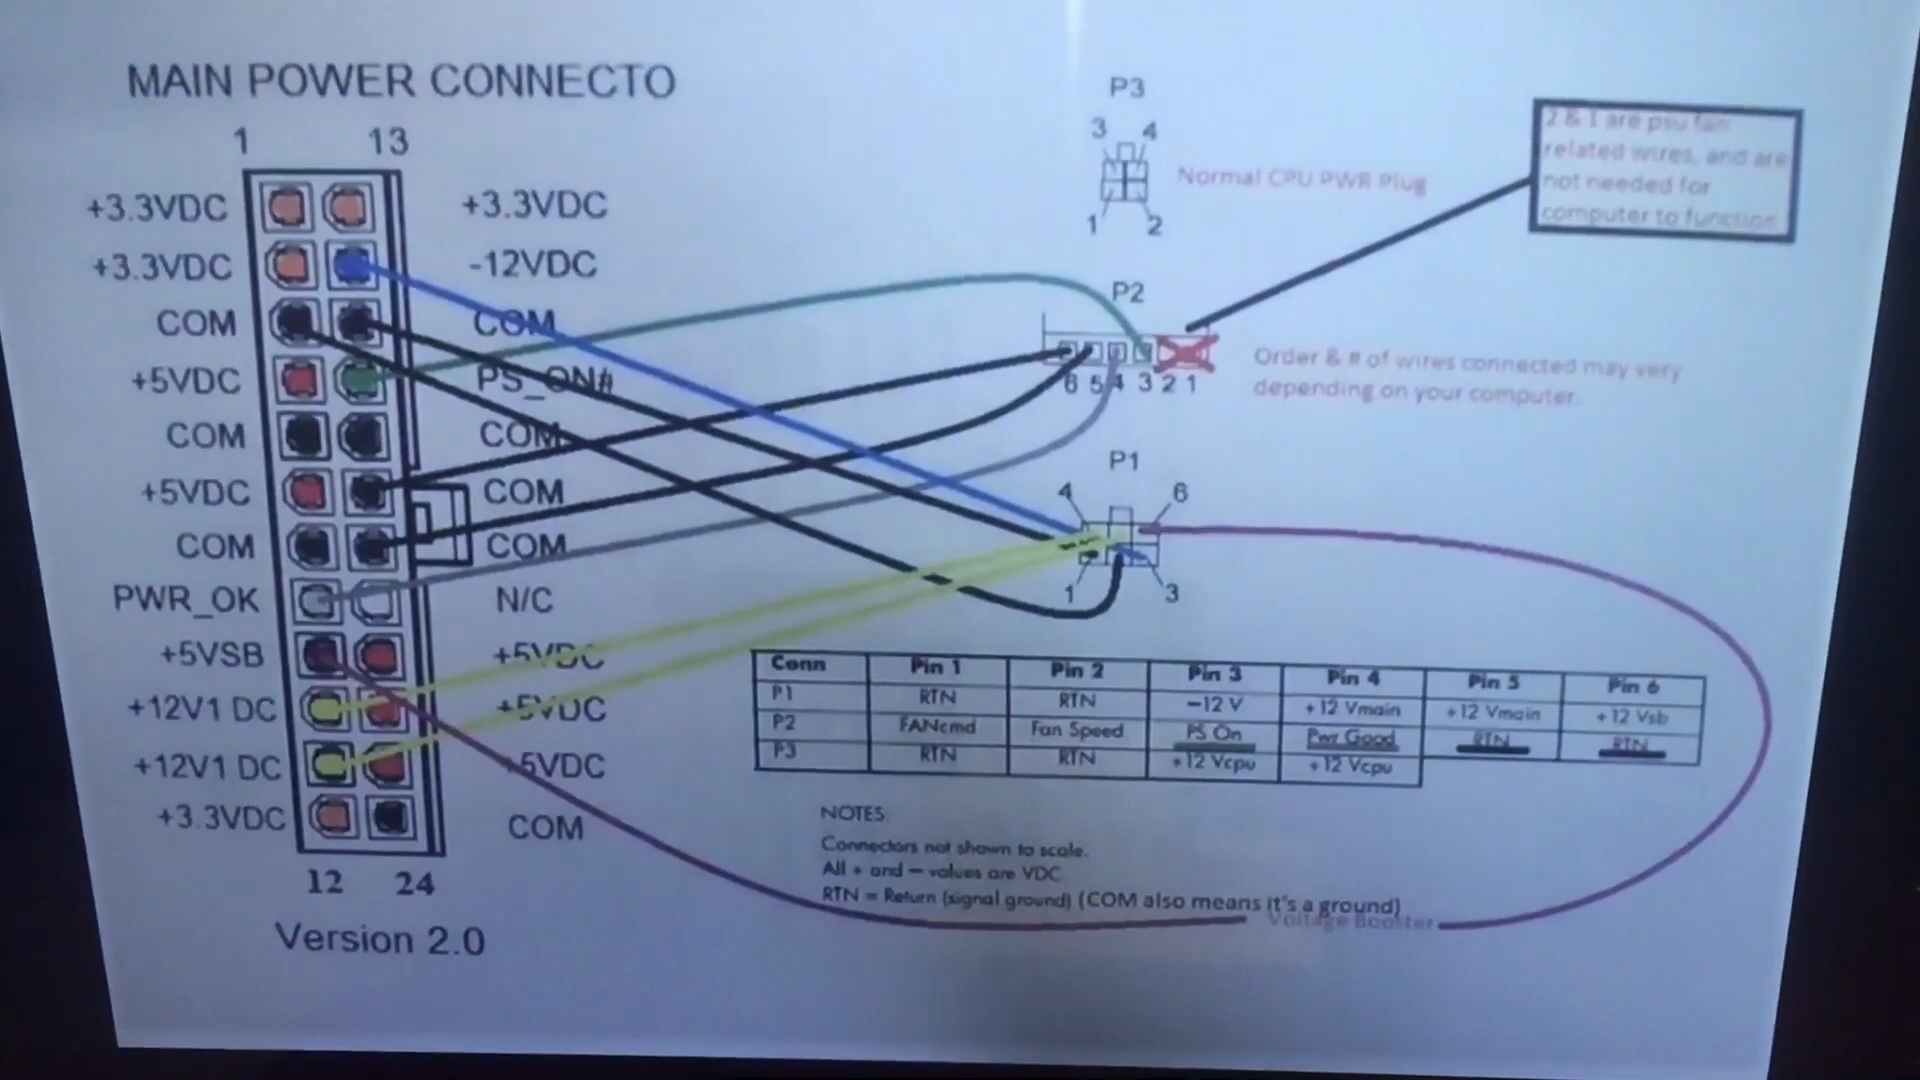 MAIN POWER CONNECTO
1 13
+3.3VDC +3.3VDC
+3.3VDC -12VDC
COM COM
+5VDC PS_ON#
COM COM
+5VDC COM
COM COM
PWR_OK N/C
+5VSB +5VDC
+12V1 DC +5VDC
+12V1 DC +5VDC
+3.3VDC COM
12 24
Version 2.0
P3
3 4
Normal CPU PWR Plug
1 2
2 & 1 are psu fan
related wires, and are
not needed for
computer to function
P2
6 5 4 3 2 1
Order & # of wires connected may very
depending on your computer.
P1
4 6
1 3
Conn Pin 1 Pin 2 Pin 3 Pin 4 Pin 5 Pin 6
P1 RTN RTN -12 V +12 Vmain +12 Vmain +12 Vsb
P2 FANcmd Fan Speed PS On Pwr Good RTN RTN
P3 RTN RTN +12 Vcpu +12 Vcpu
NOTES
Connectors not shown to scale.
All + and - values are VDC
RTN = Return (signal ground) (COM also means it's a ground)
Voltage Booster